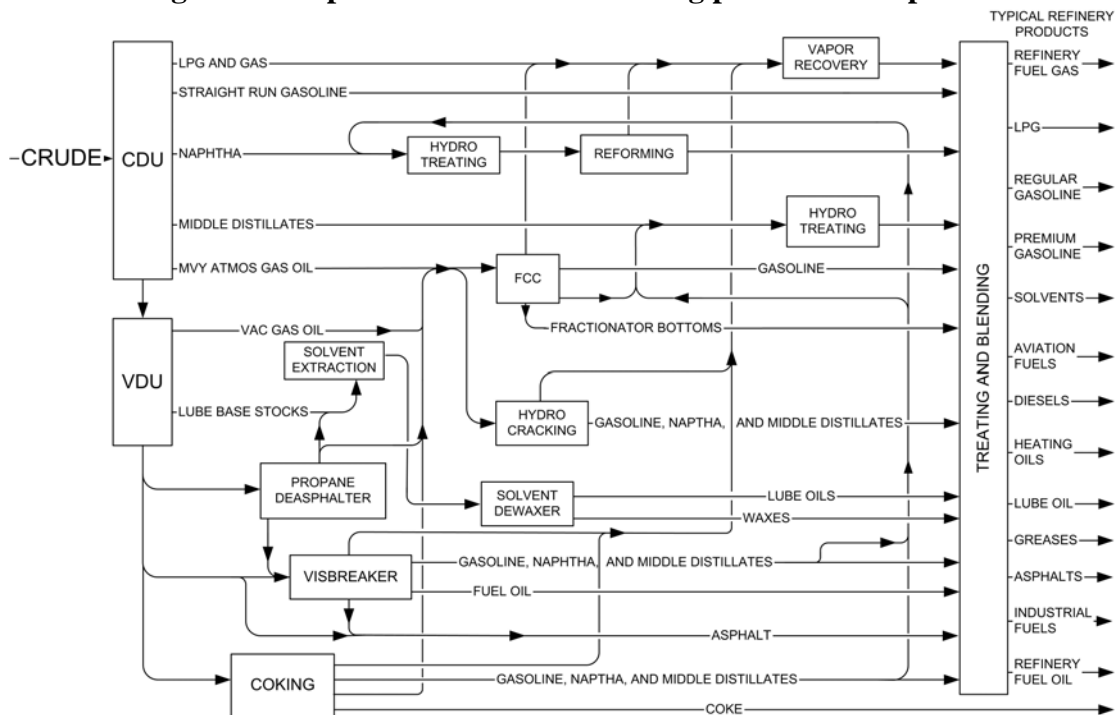 TYPICAL REFINERY
PRODUCTS
CDU
LPG AND GAS
VAPOR
RECOVERY
REFINERY
FUEL GAS
STRAIGHT RUN GASOLINE
LPG
CRUDE
NAPHTHA
HYDRO
TREATING
REFORMING
REGULAR
GASOLINE
MIDDLE DISTILLATES
HYDRO
TREATING
PREMIUM
GASOLINE
MVY ATMOS GAS OIL
FCC
GASOLINE
SOLVENTS
VAC GAS OIL
FRACTIONATOR BOTTOMS
TREATING AND BLENDING
VDU
SOLVENT
EXTRACTION
AVIATION
FUELS
LUBE BASE STOCKS
HYDRO
CRACKING
GASOLINE, NAPTHA, AND MIDDLE DISTILLATES
DIESELS
HEATING
OILS
PROPANE
DEASPHALTER
SOLVENT
DEWAXER
LUBE OILS
WAXES
LUBE OIL
GREASES
VISBREAKER
GASOLINE, NAPHTHA, AND MIDDLE DISTILLATES
FUEL OIL
ASPHALTS
ASPHALT
INDUSTRIAL
FUELS
COKING
GASOLINE, NAPTHA, AND MIDDLE DISTILLATES
REFINERY
FUEL OIL
COKE